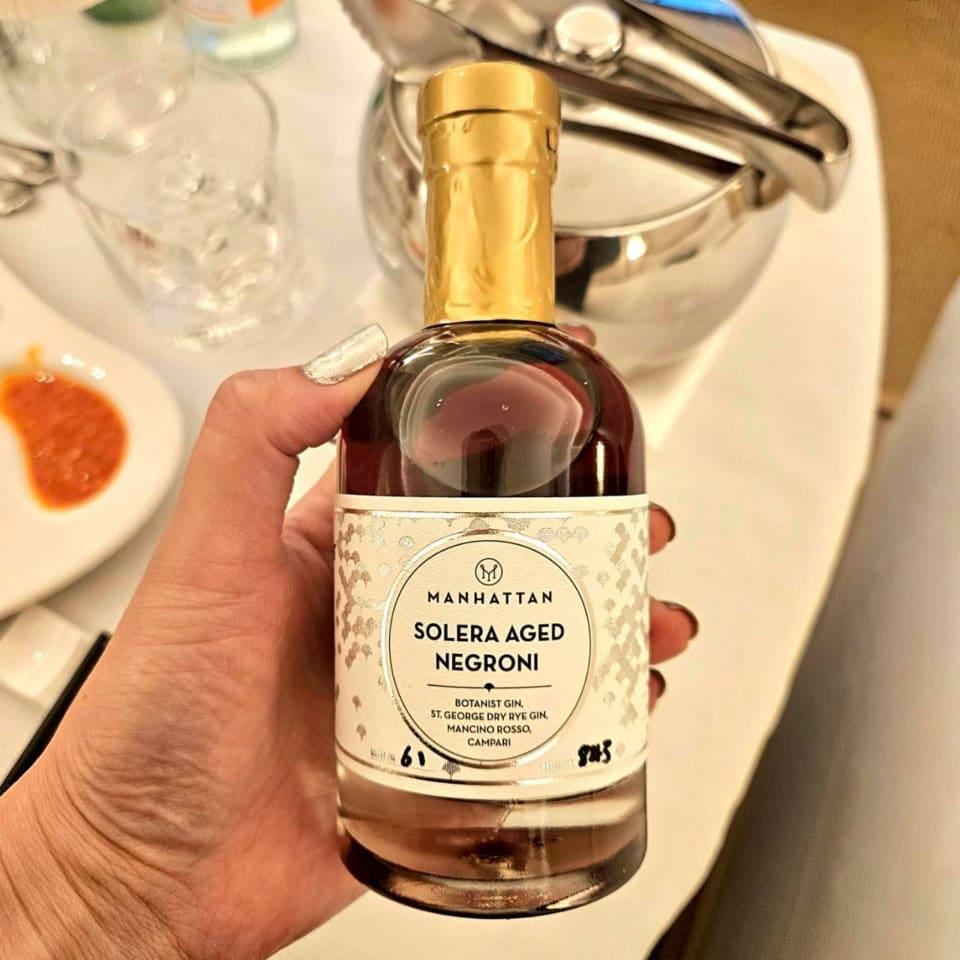 MANHATTAN
SOLERA AGED
NEGRONI
BOTANIST GIN,
ST. GEORGE DRY RYE GIN,
MANCINO ROSSO,
CAMPARI
61